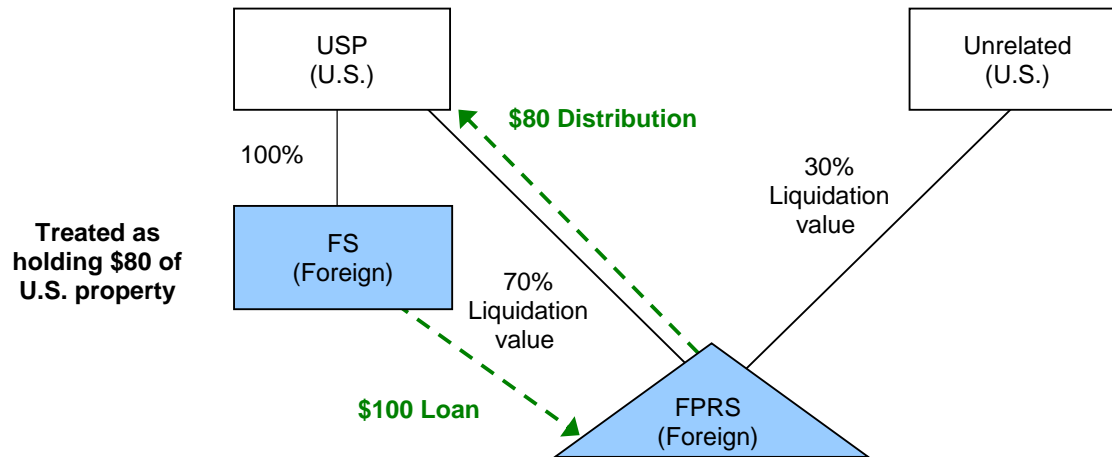 USP
(U.S.)
Unrelated
(U.S.)
$80 Distribution
100%
30%
Liquidation
value
Treated as
holding $80 of
U.S. property
FS
(Foreign)
70%
Liquidation
value
$100 Loan
FPRS
(Foreign)